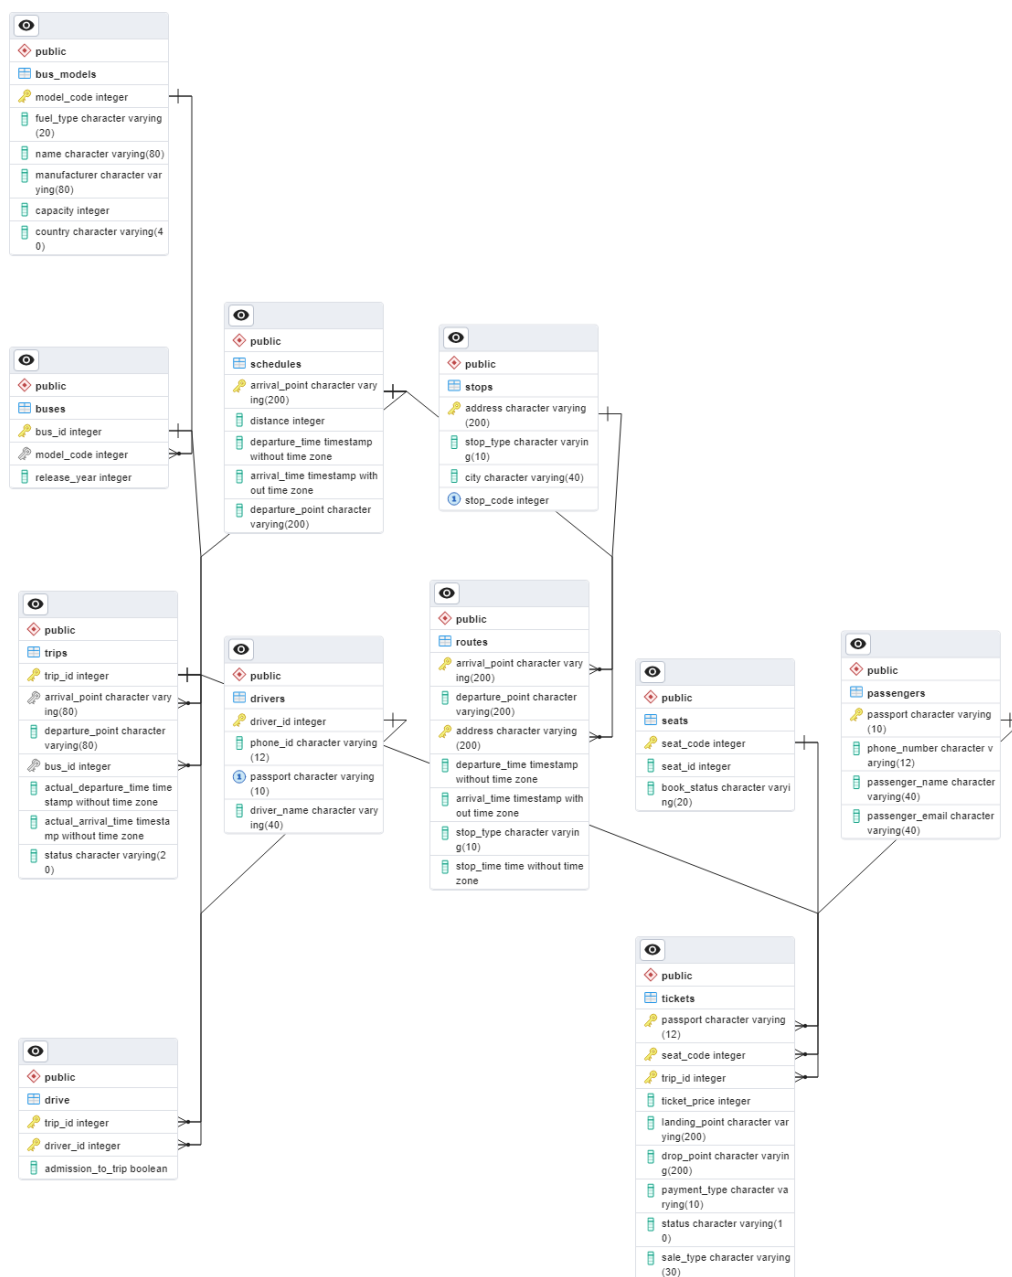 public
bus_models
model_code integer
fuel_type character varying
(20)
name character varying(80)
manufacturer character var
ying(80)
capacity integer
country character varying(4
0)
public
buses
bus_id integer
model_code integer
release_year integer
public
schedules
arrival_point character vary
ing(200)
distance integer
departure_time timestamp
without time zone
arrival_time timestamp with
out time zone
departure_point character
varying(200)
public
stops
address character varying
(200)
stop_type character varyin
g(10)
city character varying(40)
1
stop_code integer
public
trips
trip_id integer
arrival_point character vary
ing(80)
departure_point character
varying(80)
bus_id integer
actual_departure_time time
stamp without time zone
actual_arrival_time timesta
mp without time zone
status character varying(2
0)
public
drivers
driver_id integer
phone_id character varying
(12)
1
passport character varying
(10)
driver_name character vary
ing(40)
public
routes
arrival_point character vary
ing(200)
departure_point character
varying(200)
address character varying
(200)
departure_time timestamp
without time zone
arrival_time timestamp with
out time zone
stop_type character varyin
g(10)
stop_time time without time
zone
public
seats
seat_code integer
seat_id integer
book_status character varyi
ng(20)
public
passengers
passport character varying
(10)
phone_number character v
arying(12)
passenger_name character
varying(40)
passenger_email character
varying(40)
public
drive
trip_id integer
driver_id integer
admission_to_trip boolean
public
tickets
passport character varying
(12)
seat_code integer
trip_id integer
ticket_price integer
landing_point character var
ying(200)
drop_point character varyin
g(200)
payment_type character va
rying(10)
status character varying(1
0)
sale_type character varying
(30)